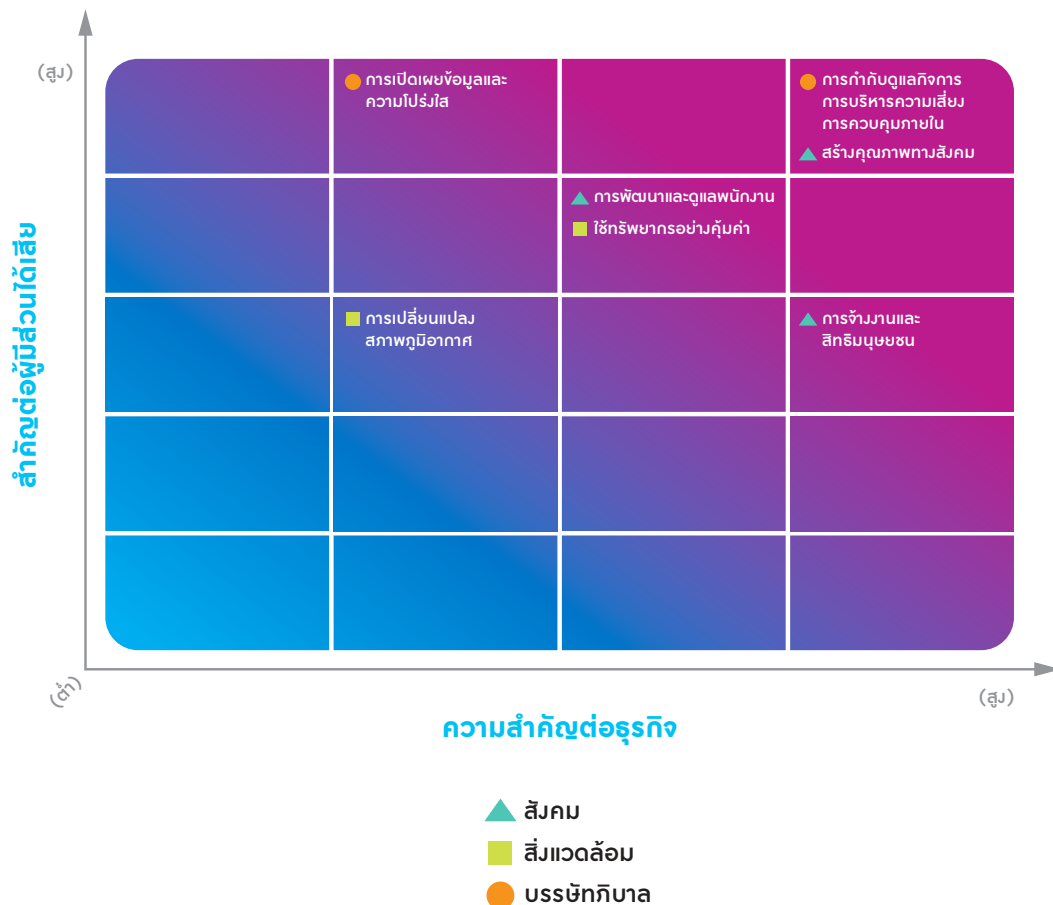 (สูง)
การเปิดเผยข้อมูลและ
ความโปร่งใส
การกำกับดูแลกิจการ
การบริหารความเสี่ยง
การควบคุมภายใน
สร้างคุณภาพทางสังคม
การพัฒนาและดูแลพนักงาน
ใช้ทรัพยากรอย่างคุ้มค่า
สำคัญต่อผู้มีส่วนได้เสีย
การเปลี่ยนแปลง
สภาพภูมิอากาศ
การจ้างงานและ
สิทธิมนุษยชน
(ต่ำ)
(สูง)
ความสำคัญต่อธุรกิจ
สังคม
สิ่งแวดล้อม
บรรษัทภิบาล